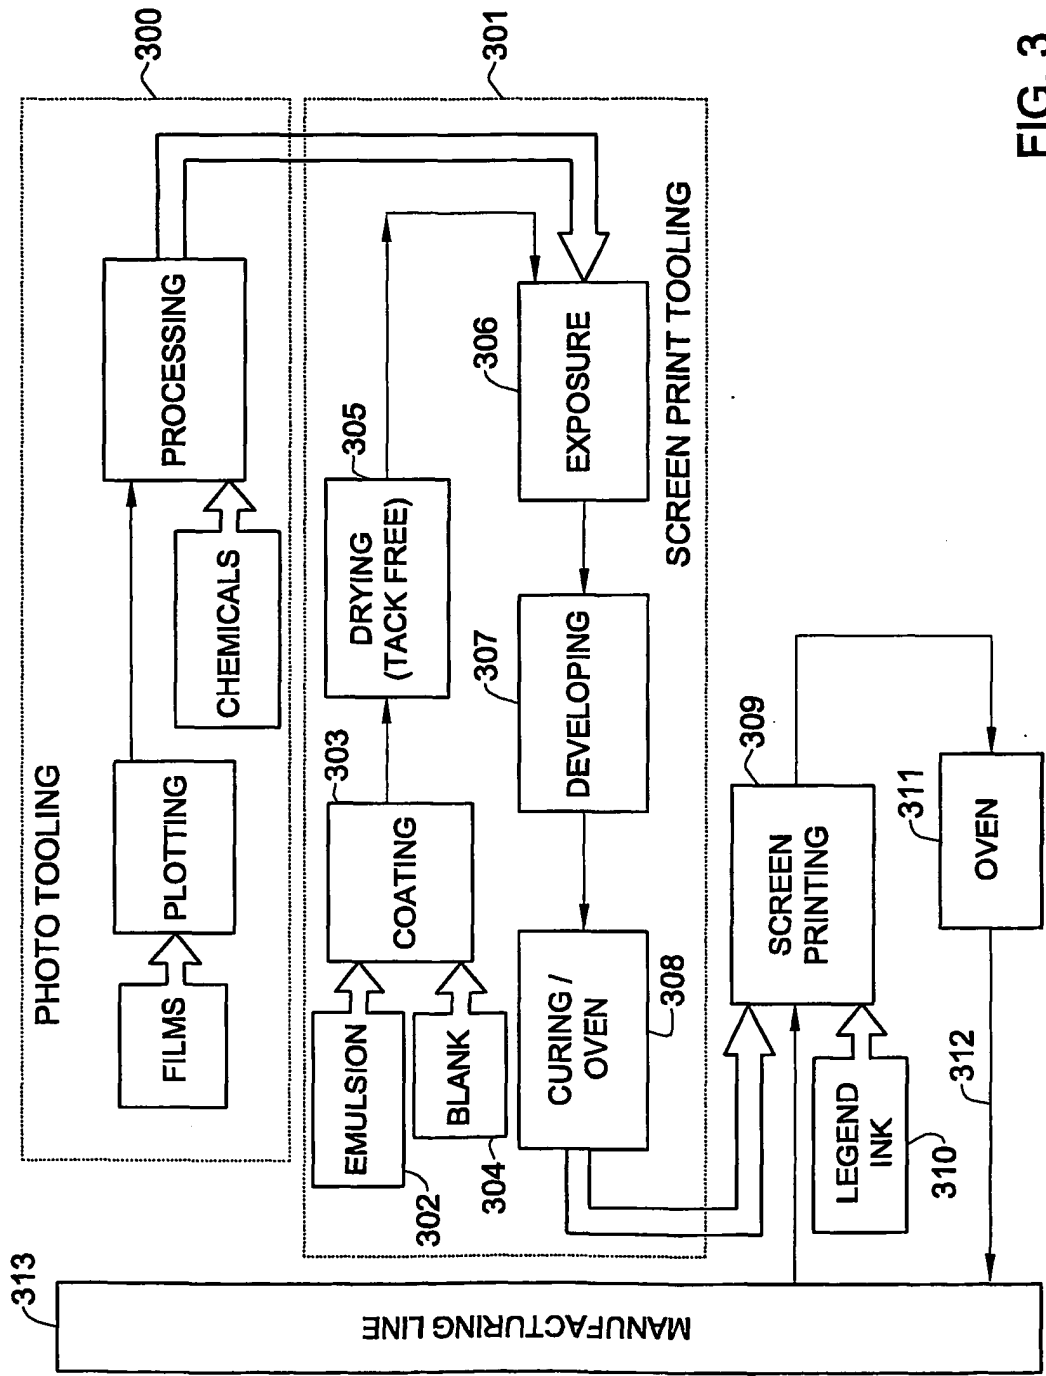 313
MANUFACTURING LINE
PHOTO TOOLING
300
FILMS
PLOTTING
CHEMICALS
PROCESSING
301
EMULSION
302
BLANK
304
303
COATING
305
DRYING
(TACK FREE)
306
EXPOSURE
307
DEVELOPING
CURING /
OVEN
308
SCREEN PRINT TOOLING
309
SCREEN
PRINTING
LEGEND
INK
310
311
OVEN
312
FIG. 3